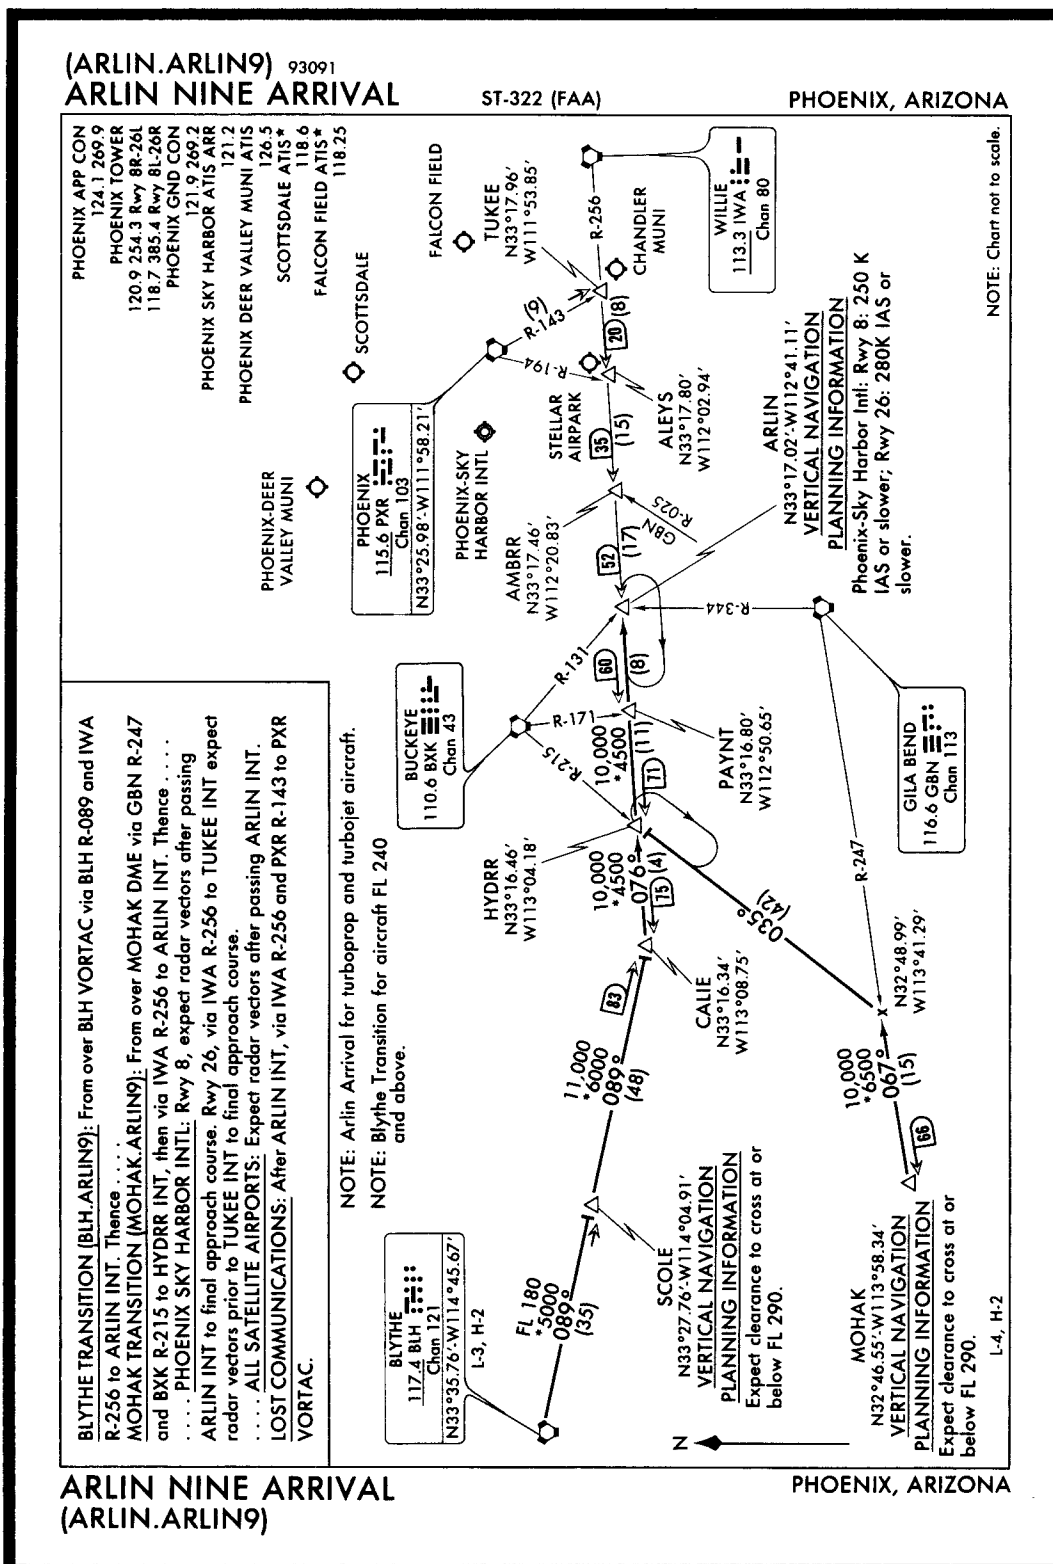 (ARLIN.ARLIN9) 93091
ARLIN NINE ARRIVAL
ST-322 (FAA)
PHOENIX, ARIZONA
BLYTHE TRANSITION (BLH.ARLIN9): From over BLH VORTAC via BLH R-089 and IWA
R-256 to ARLIN INT. Thence . . . .
MOHAK TRANSITION (MOHAK.ARLIN9): From over MOHAK DME via GBN R-247
and BXK R-215 to HYDRR INT, then via IWA R-256 to ARLIN INT. Thence . . . .
. . . . PHOENIX SKY HARBOR INTL: Rwy 8, expect radar vectors after passing
ARLIN INT to final approach course. Rwy 26, via IWA R-256 to TUKEE INT expect
radar vectors prior to TUKEE INT to final approach course.
. . . . ALL SATELLITE AIRPORTS: Expect radar vectors after passing ARLIN INT.
LOST COMMUNICATIONS: After ARLIN INT, via IWA R-256 and PXR R-143 to PXR
VORTAC.
PHOENIX APP CON
124.1 269.9
PHOENIX TOWER
120.9 254.3 Rwy 8R-26L
118.7 385.4 Rwy 8L-26R
PHOENIX GND CON
121.9 269.2
PHOENIX SKY HARBOR ATIS ARR
121.2
PHOENIX DEER VALLEY MUNI ATIS
126.5
SCOTTSDALE ATIS*
118.6
FALCON FIELD ATIS*
118.25
NOTE: Arlin Arrival for turboprop and turbojet aircraft.
NOTE: Blythe Transition for aircraft FL 240
and above.
PHOENIX-DEER
VALLEY MUNI
SCOTTSDALE
FALCON FIELD
PHOENIX
115.6 PXR
Chan 103
N33°25.98'-W111°58.21'
PHOENIX-SKY
HARBOR INTL
TUKEE
N33°17.96'
W111°53.85'
R-143
(9)
R-194
R-256
CHANDLER
MUNI
WILLIE
113.3 IWA
Chan 80
20
(8)
STELLAR
AIRPARK
ALEYS
N33°17.80'
W112°02.94'
35
(15)
AMBRR
N33°17.46'
W112°20.83'
GBN
R-025
52
(17)
ARLIN
N33°17.02'-W112°41.11'
VERTICAL NAVIGATION
PLANNING INFORMATION
Phoenix-Sky Harbor Intl: Rwy 8: 250 K
IAS or slower; Rwy 26: 280K IAS or
slower.
BUCKEYE
110.6 BXK
Chan 43
R-131
R-171
R-215
60
(8)
R-344
10,000
*4500
(11)
71
PAYNT
N33°16.80'
W112°50.65'
HYDRR
N33°16.46'
W113°04.18'
10,000
*4500
076°
(4)
75
CALIE
N33°16.34'
W113°08.75'
83
11,000
*6000
089°
(48)
GILA BEND
116.6 GBN
Chan 113
R-247
035°
(42)
N32°48.99'
W113°41.29'
x
10,000
*6500
067°
(15)
66
BLYTHE
117.4 BLH
Chan 121
N33°35.76'-W114°45.67'
L-3, H-2
FL 180
*5000
089°
(35)
SCOLE
N33°27.76'-W114°04.91'
VERTICAL NAVIGATION
PLANNING INFORMATION
Expect clearance to cross at or
below FL 290.
N
MOHAK
N32°46.55'-W113°58.34'
VERTICAL NAVIGATION
PLANNING INFORMATION
Expect clearance to cross at or
below FL 290.
L-4, H-2
NOTE: Chart not to scale.
ARLIN NINE ARRIVAL
(ARLIN.ARLIN9)
PHOENIX, ARIZONA